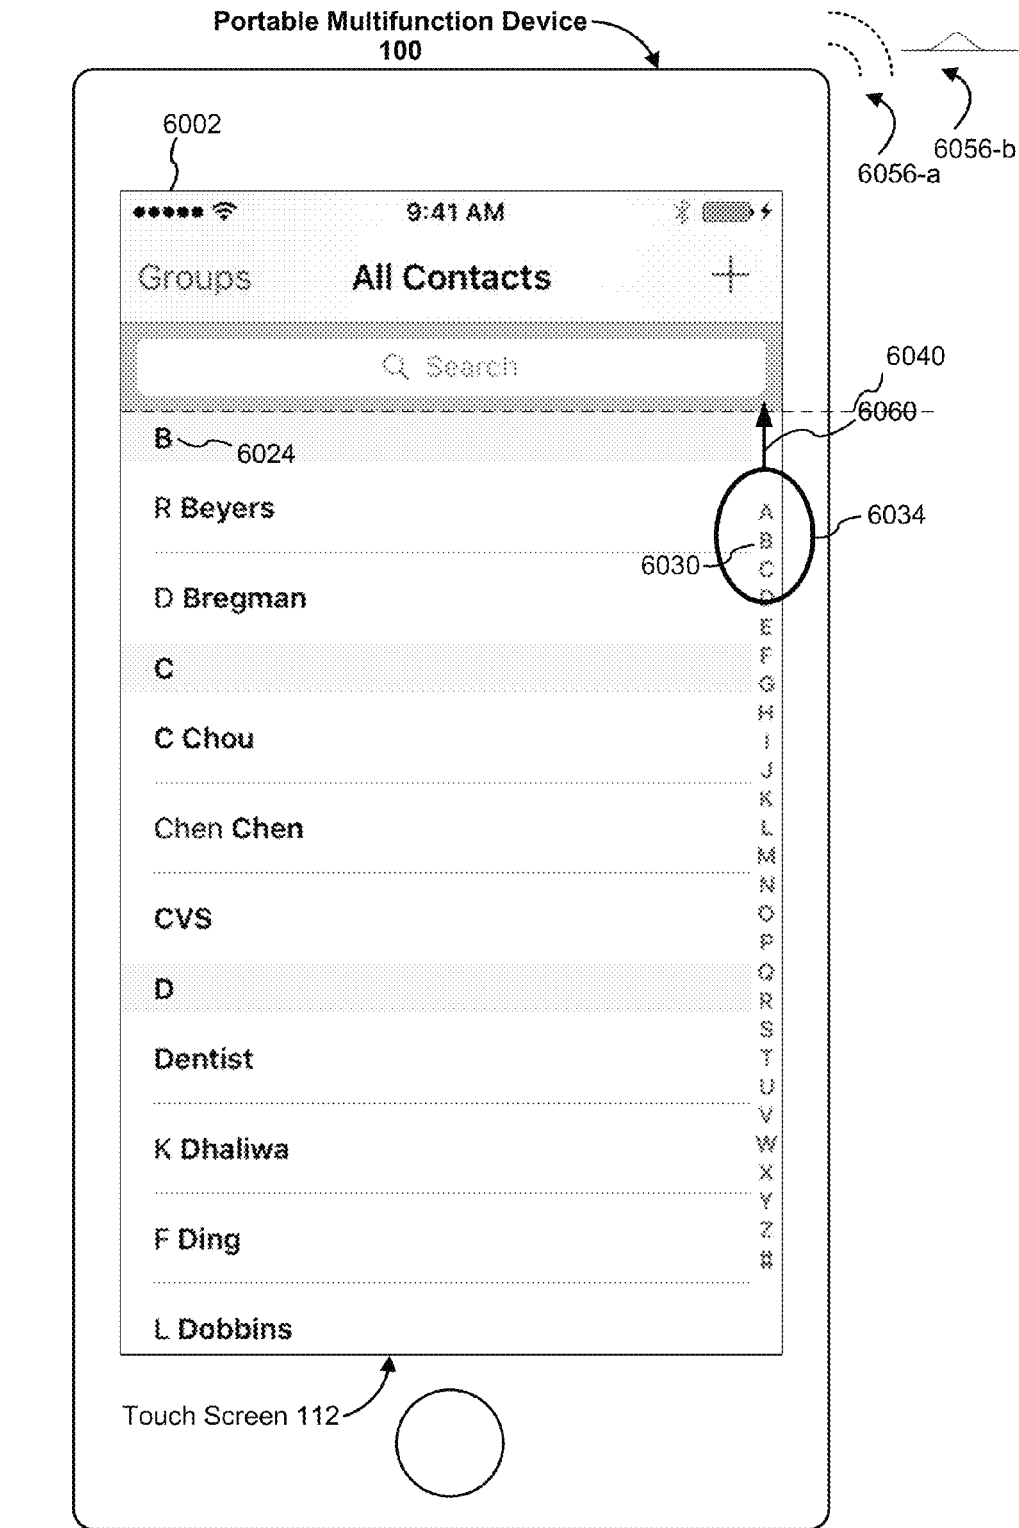 Portable Multifunction Device
100
6002
6056-b
6056-a
9:41 AM
Groups
All Contacts
+
Search
6040
6060
B
6024
R Beyers
6034
6030
D Bregman
C
C Chou
Chen Chen
CVS
D
Dentist
K Dhaliwa
F Ding
L Dobbins
A
B
C
D
E
F
G
H
I
J
K
L
M
N
O
P
Q
R
S
T
U
V
W
X
Y
Z
#
Touch Screen 112